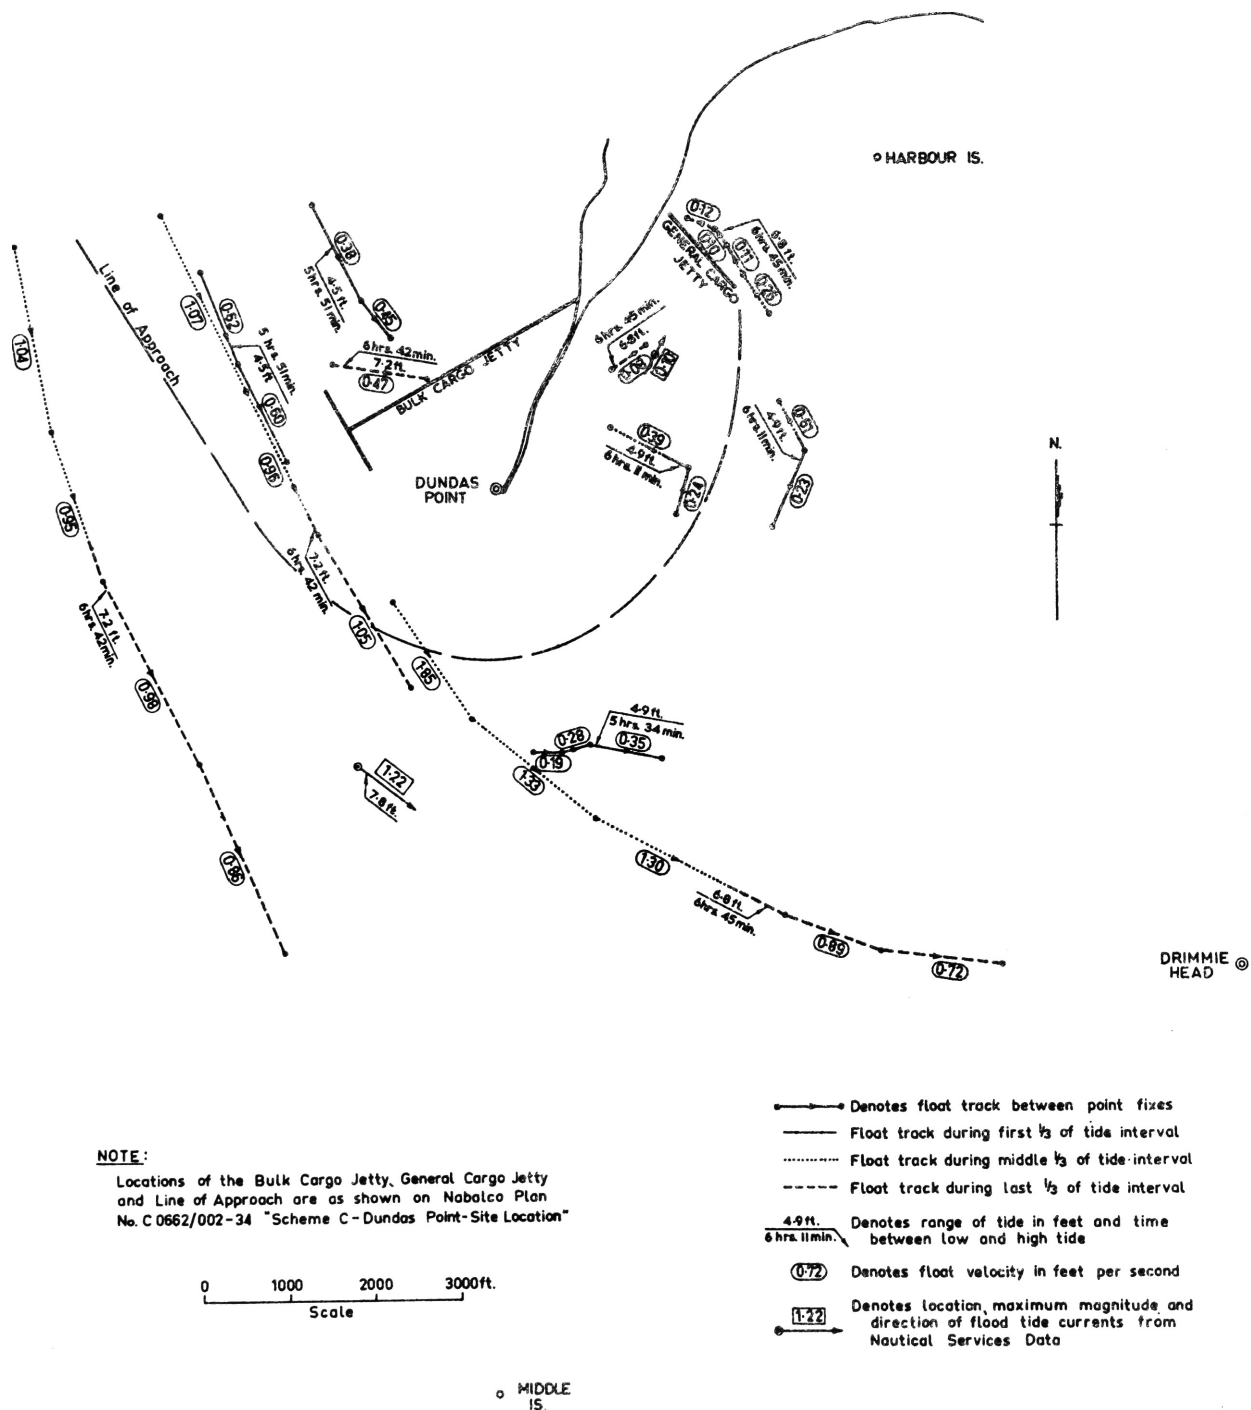 HARBOUR IS.
0·12
0·10
6·8 ft.
6 hrs. 45 min.
0·11
0·26
GENERAL CARGO
JETTY
Line of Approach
0·38
4·5 ft.
5 hrs. 51 min.
0·45
1·07
0·62
5 hrs. 51 min.
4·5 ft.
1·04
6 hrs. 42 min.
7·2 ft.
0·47
BULK CARGO JETTY
6 hrs. 45 min.
6·8 ft.
0·09
0·60
0·96
0·39
4·9 ft.
6 hrs. 11 min.
0·24
0·61
4·9 ft.
6 hrs. 11 min.
0·23
N.
DUNDAS
POINT
0·95
7·2 ft.
6 hrs. 42 min.
7·2 ft.
6 hrs. 42 min.
1·05
1·85
0·98
4·9 ft.
5 hrs. 34 min.
0·28
0·35
0·19
1·33
1·22
7·8 ft.
0·86
1·30
6·8 ft.
6 hrs. 45 min.
0·89
0·72
DRIMMIE
HEAD
NOTE:
Locations of the Bulk Cargo Jetty, General Cargo Jetty
and Line of Approach are as shown on Nabalco Plan
No. C 0662/002-34 "Scheme C-Dundas Point-Site Location"
0 1000 2000 3000ft.
Scale
Denotes float track between point fixes
Float track during first 1/3 of tide interval
Float track during middle 1/3 of tide interval
Float track during last 1/3 of tide interval
4·9 ft.
6 hrs. 11 min.
Denotes range of tide in feet and time
between low and high tide
0·72
Denotes float velocity in feet per second
1·22
Denotes location, maximum magnitude and
direction of flood tide currents from
Nautical Services Data
MIDDLE
IS.